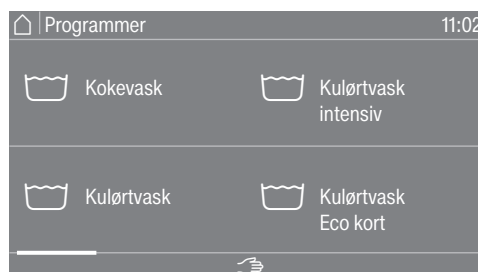 Programmer 11:02
Kokevask
Kulørtvask
intensiv
Kulørtvask
Kulørtvask
Eco kort